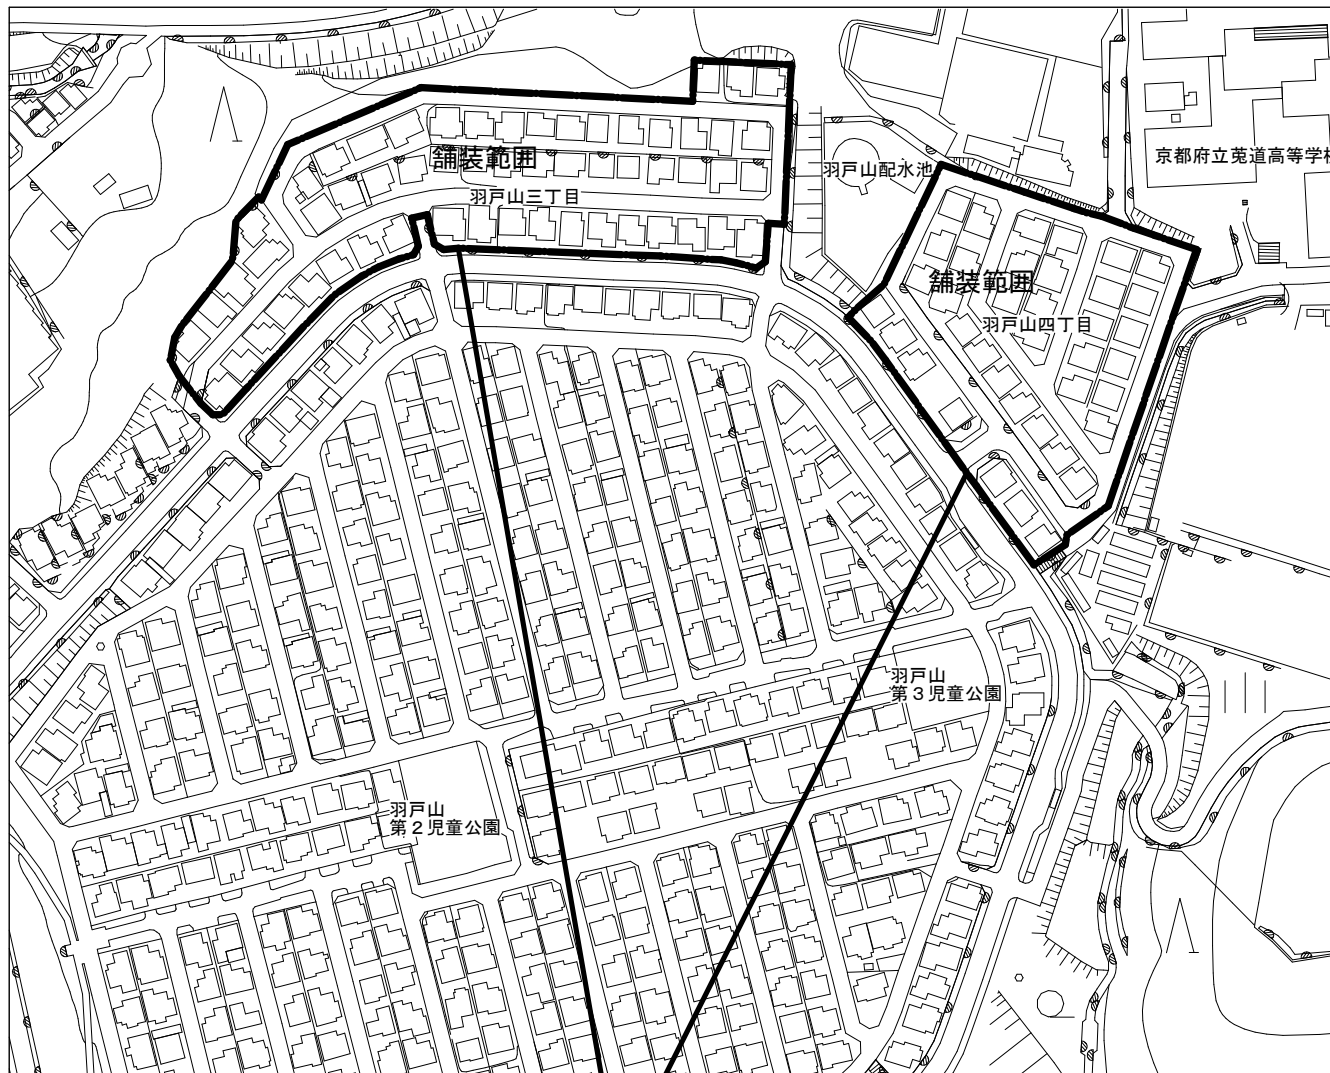 京都府立莵道高等学校
舗装範囲
羽戸山配水池
羽戸山三丁目
舗装範囲
羽戸山四丁目
羽戸山
第３児童公園
羽戸山
第２児童公園